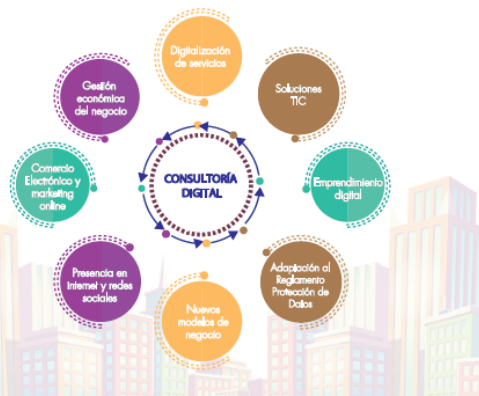 Digitalización
de servicios
Soluciones
TIC
Emprendimiento
digital
Adaptación al
Reglamento
Protección de
Datos
Nuevos
modelos de
negocio
Presencia en
Internet y redes
sociales
Comercio
Electrónico y
marketing
online
Gestión
económica
del negocio
CONSULTORÍA
DIGITAL